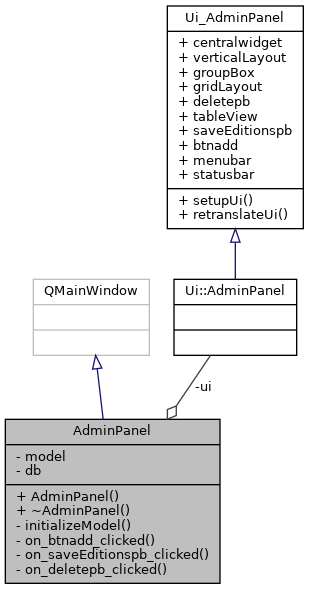 Ui_AdminPanel
+ centralwidget
+ verticalLayout
+ groupBox
+ gridLayout
+ deletepb
+ tableView
+ saveEditionspb
+ btnadd
+ menubar
+ statusbar
+ setupUi()
+ retranslateUi()
QMainWindow
Ui::AdminPanel
-ui
AdminPanel
- model
- db
+ AdminPanel()
+ ~AdminPanel()
- initializeModel()
- on_btnadd_clicked()
- on_saveEditionspb_clicked()
- on_deletepb_clicked()